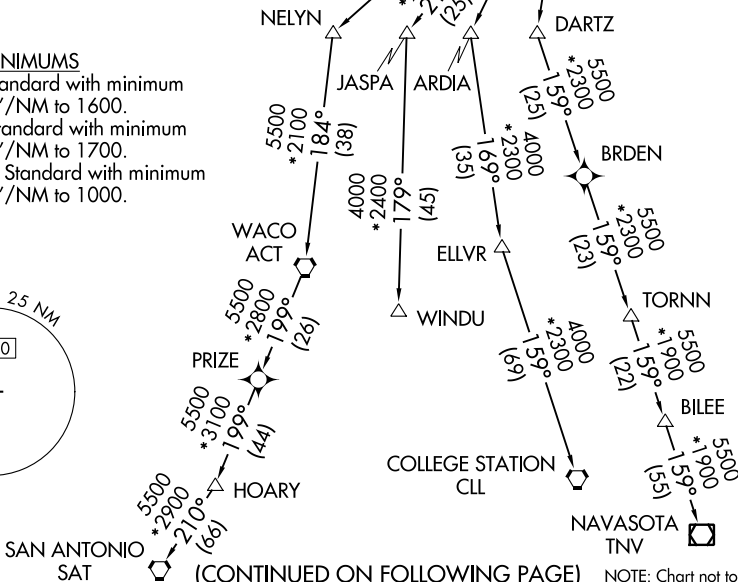 NELYN
JASPA
ARDIA
DARTZ
NIMUMS
andard with minimum
'/NM to 1600.
tandard with minimum
'/NM to 1700.
Standard with minimum
'/NM to 1000.
5500
*2100
184°
(38)
4000
*2400
179°
(45)
4000
*2300
169°
(35)
5500
*2300
159°
(25)
BRDEN
WACO
ACT
ELLVR
5500
*2300
159°
(23)
25 NM
0
WINDU
TORNN
5500
*2800
199°
(26)
PRIZE
4000
*2300
159°
(69)
5500
*1900
159°
(22)
BILEE
5500
*3100
199°
(44)
HOARY
COLLEGE STATION
CLL
5500
*1900
159°
(55)
5500
*2900
210°
(66)
NAVASOTA
TNV
SAN ANTONIO
SAT
(CONTINUED ON FOLLOWING PAGE)
NOTE: Chart not to